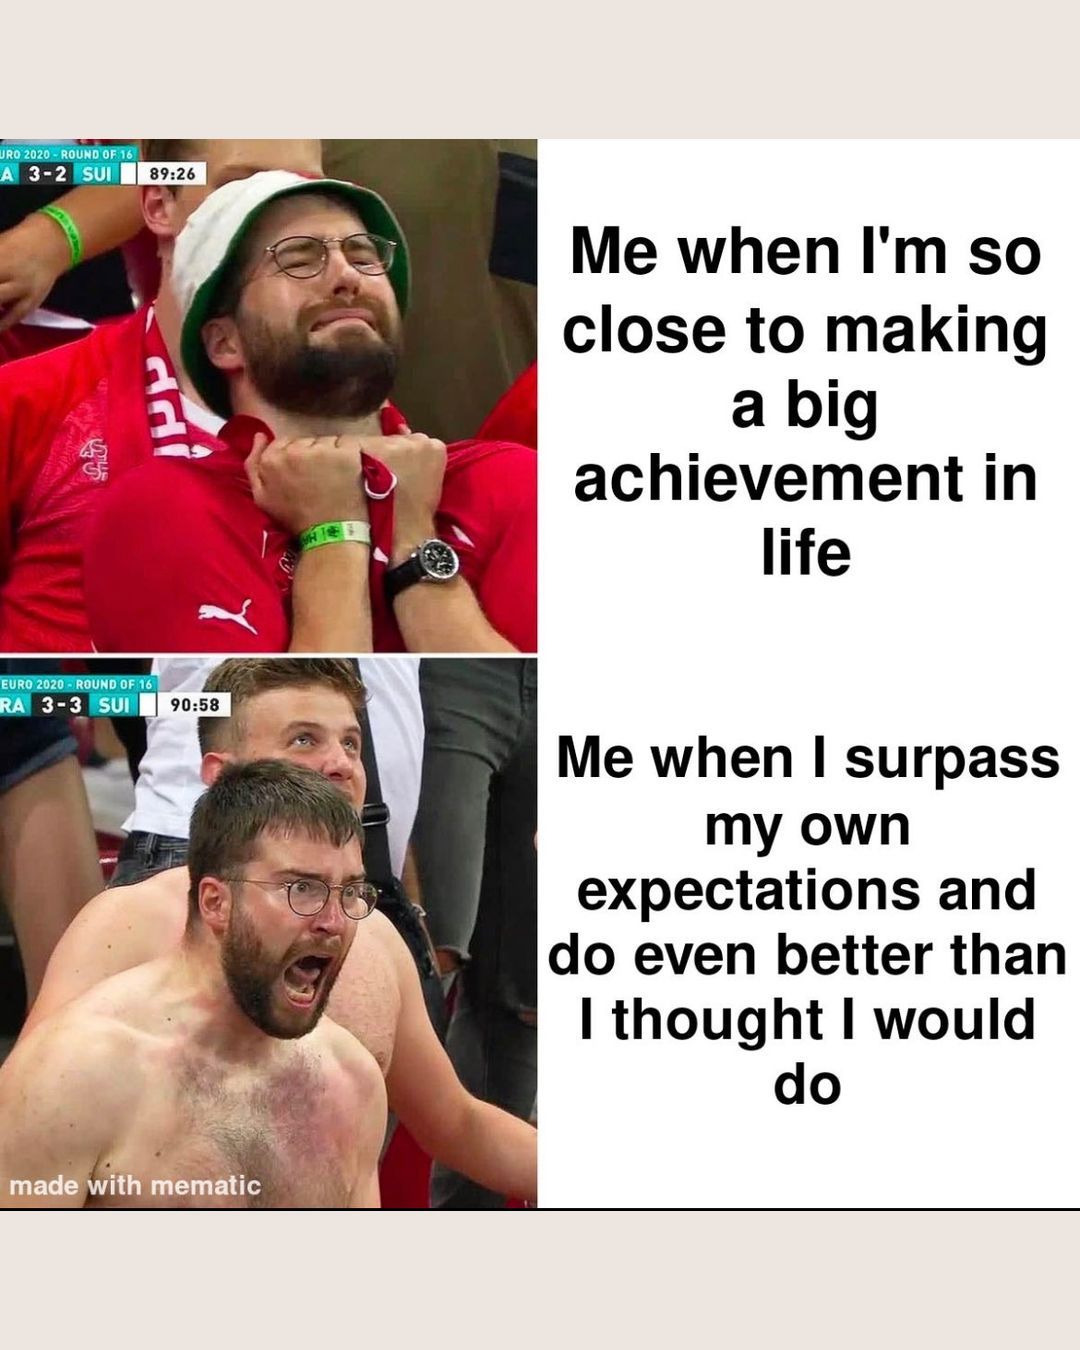 URO 2020 - ROUND OF 16
A 3-2 SUI 89:26
Me when I'm so
close to making
a big
achievement in
life
EURO 2020 - ROUND OF 16
RA 3-3 SUI 90:58
Me when I surpass
my own
expectations and
do even better than
I thought I would
do
made with mematic